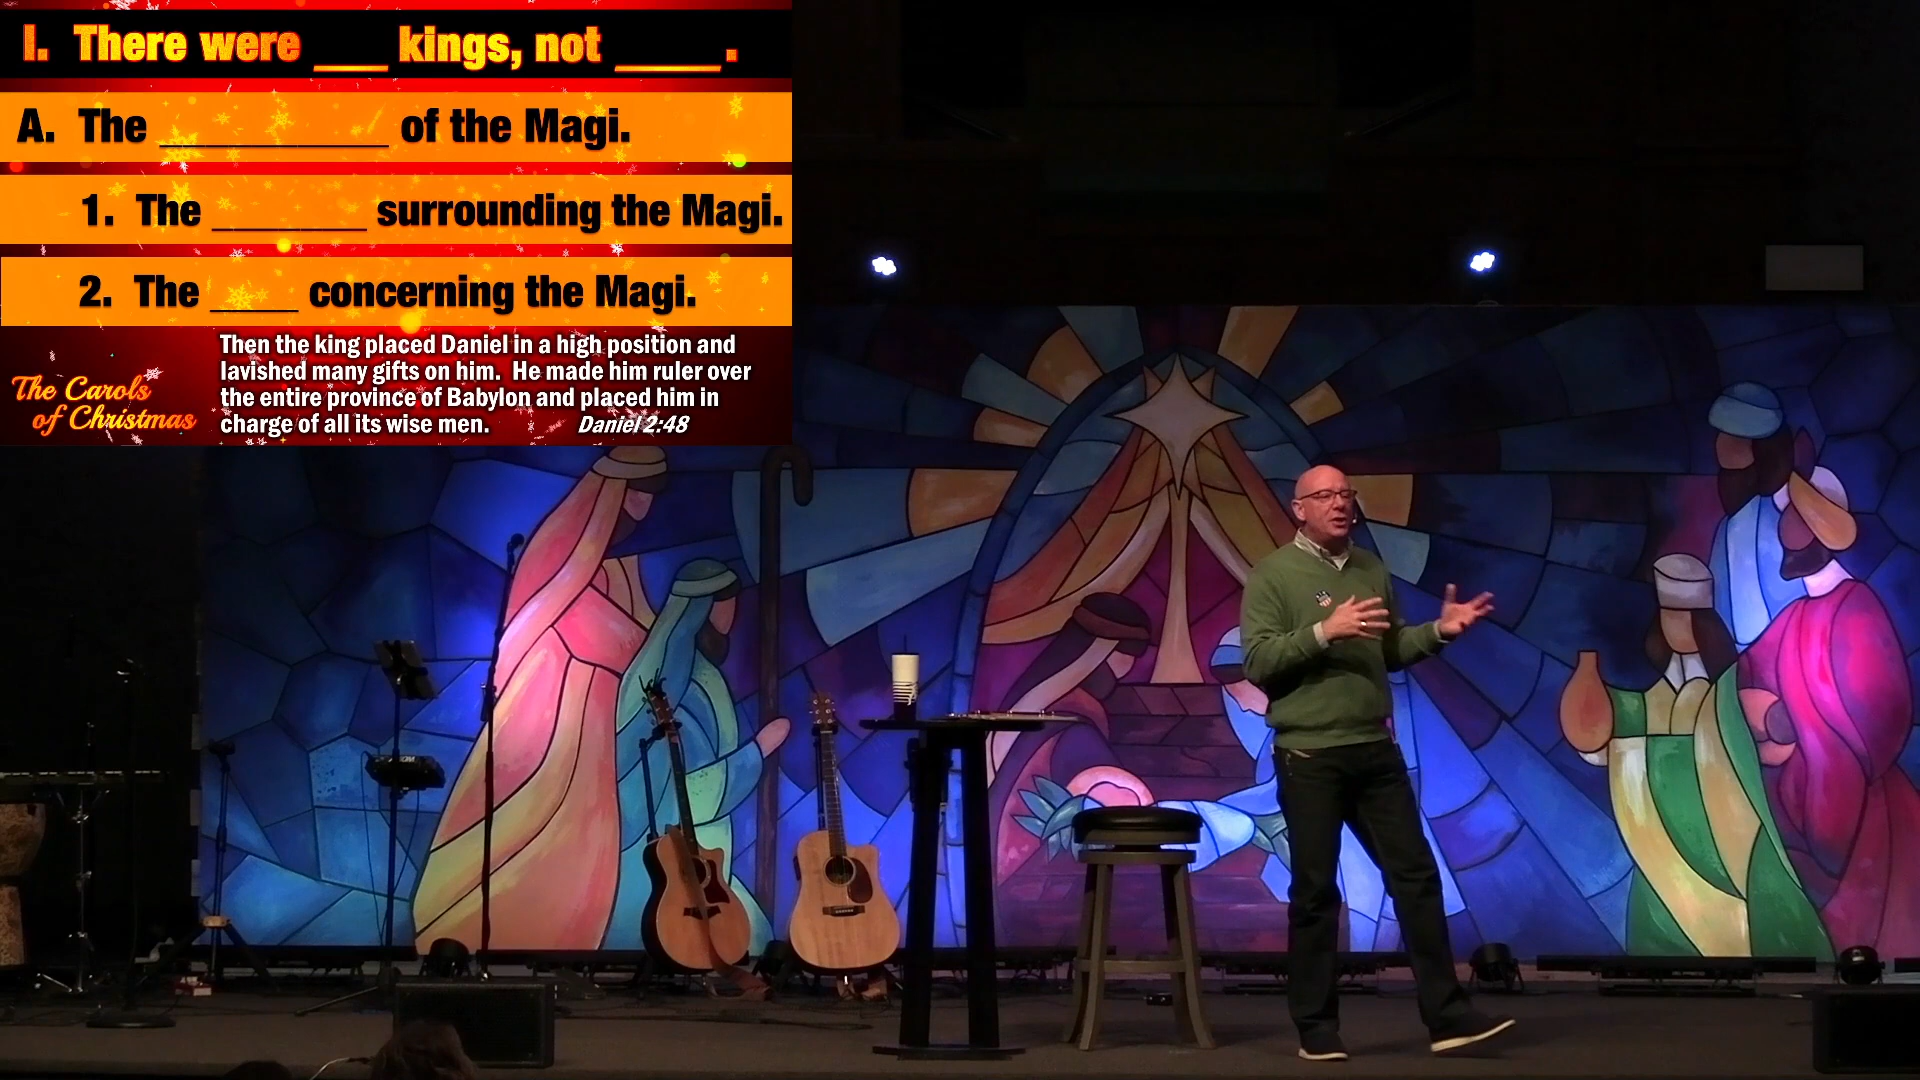 I. There were ___ kings, not ____.
A. The __________ of the Magi.
1. The _______ surrounding the Magi.
2. The ____ concerning the Magi.
Then the king placed Daniel in a high position and
lavished many gifts on him. He made him ruler over
the entire province of Babylon and placed him in
charge of all its wise men. Daniel 2:48
The Carols
of Christmas